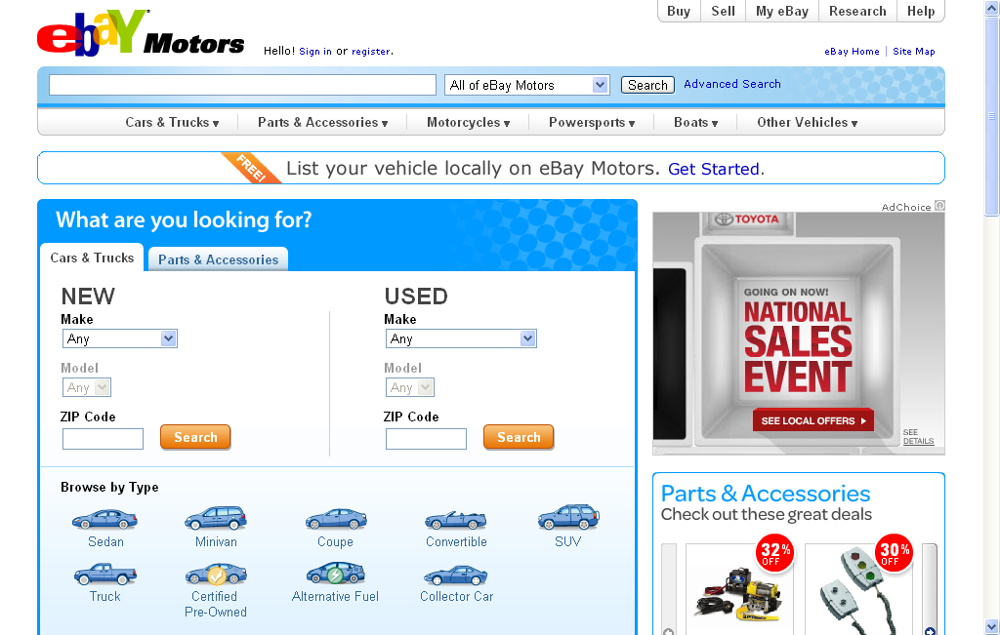 Buy Sell My eBay Research Help
ebay Motors
Hello! Sign in or register.
eBay Home | Site Map
All of eBay Motors Search Advanced Search
Cars & Trucks Parts & Accessories Motorcycles Powersports Boats Other Vehicles
FREE! List your vehicle locally on eBay Motors. Get Started.
What are you looking for?
Cars & Trucks Parts & Accessories
NEW
Make
Any
Model
Any
ZIP Code
Search
USED
Make
Any
Model
Any
ZIP Code
Search
Browse by Type
Sedan Minivan Coupe Convertible SUV
Truck Certified Alternative Fuel Collector Car
Pre-Owned
AdChoice
TOYOTA
GOING ON NOW!
NATIONAL
SALES
EVENT
SEE LOCAL OFFERS
SEE
DETAILS
Parts & Accessories
Check out these great deals
32% OFF
30% OFF